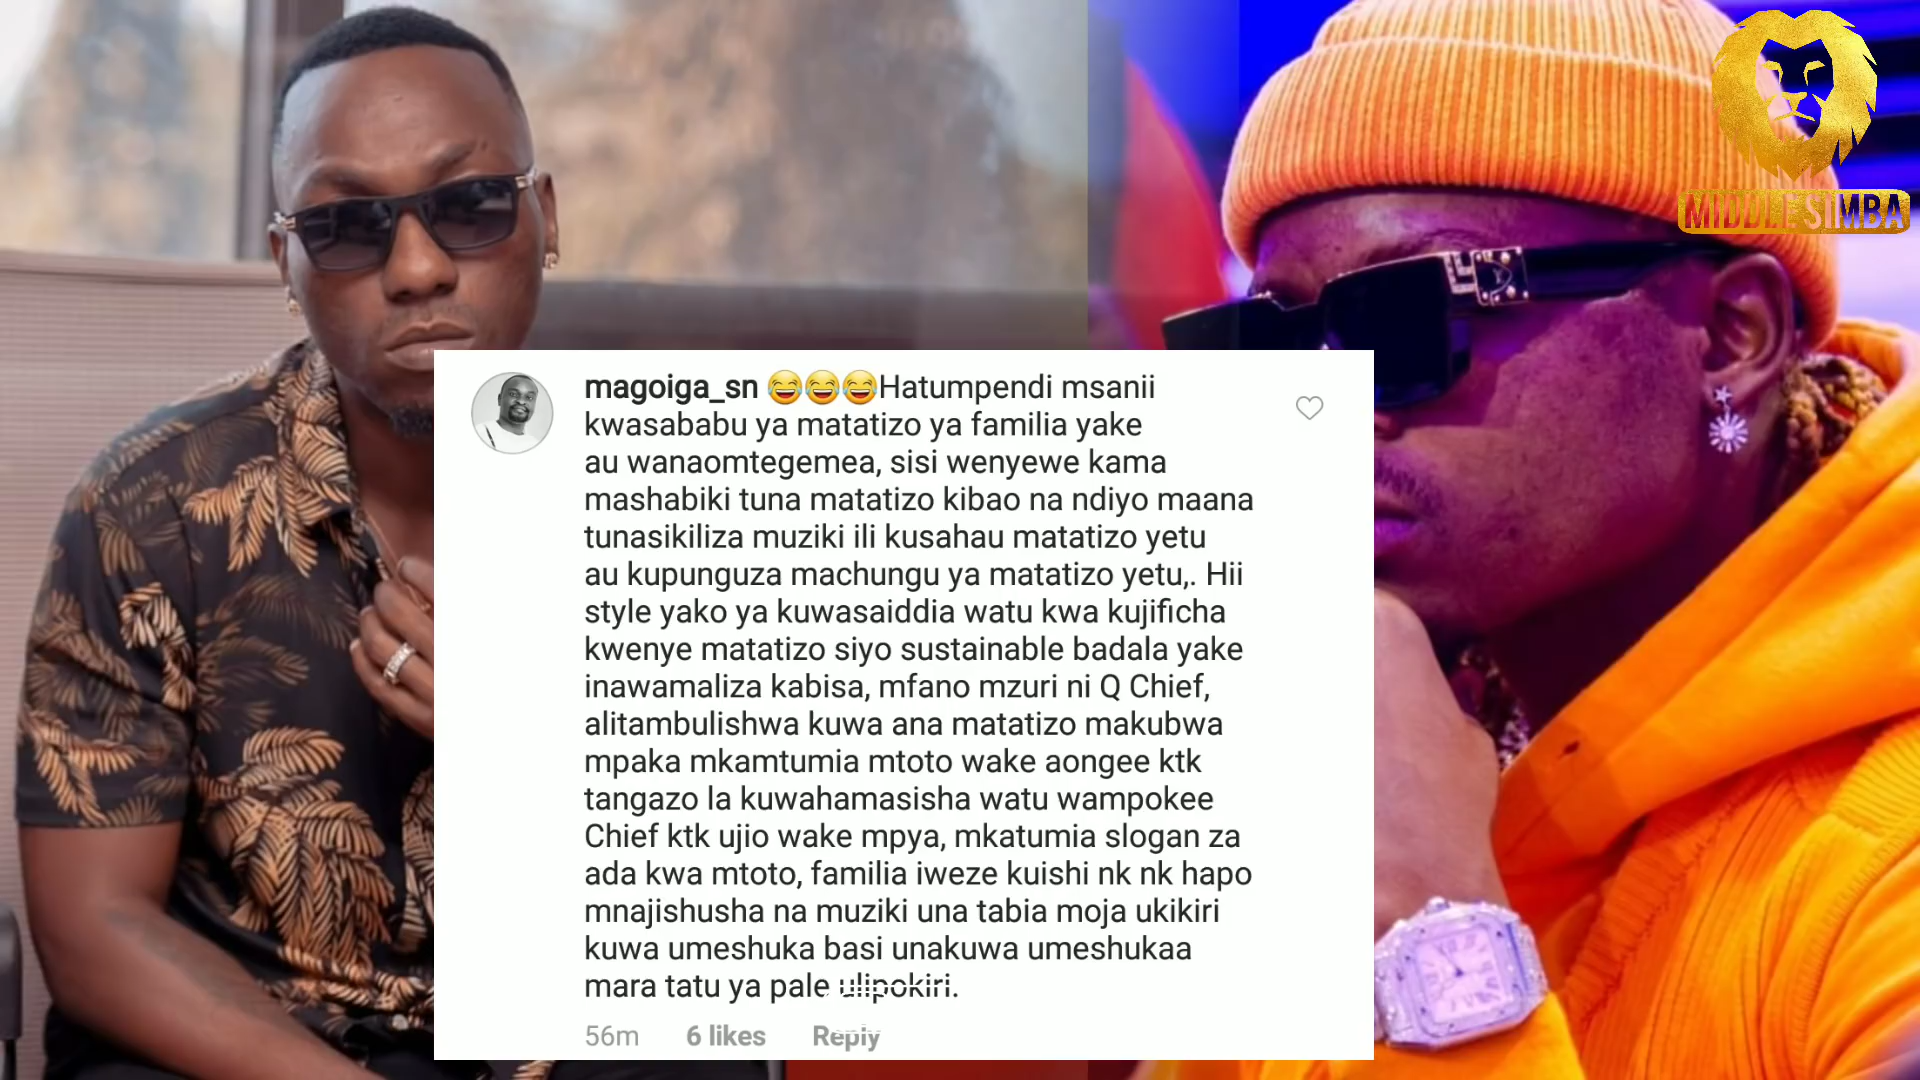 MIDDLE SIMBA
magoiga_sn 😂😂😂Hatumpendi msanii
kwasababu ya matatizo ya familia yake
au wanaomtegemea, sisi wenyewe kama
mashabiki tuna matatizo kibao na ndiyo maana
tunasikiliza muziki ili kusahau matatizo yetu
au kupunguza machungu ya matatizo yetu,. Hii
style yako ya kuwasaiddia watu kwa kujificha
kwenye matatizo siyo sustainable badala yake
inawamaliza kabisa, mfano mzuri ni Q Chief,
alitambulishwa kuwa ana matatizo makubwa
mpaka mkamtumia mtoto wake aongee ktk
tangazo la kuwahamasisha watu wampokee
Chief ktk ujio wake mpya, mkatumia slogan za
ada kwa mtoto, familia iweze kuishi nk nk hapo
mnajishusha na muziki una tabia moja ukikiri
kuwa umeshuka basi unakuwa umeshukaa
mara tatu ya pale ulipokiri.
56m 6 likes Reply